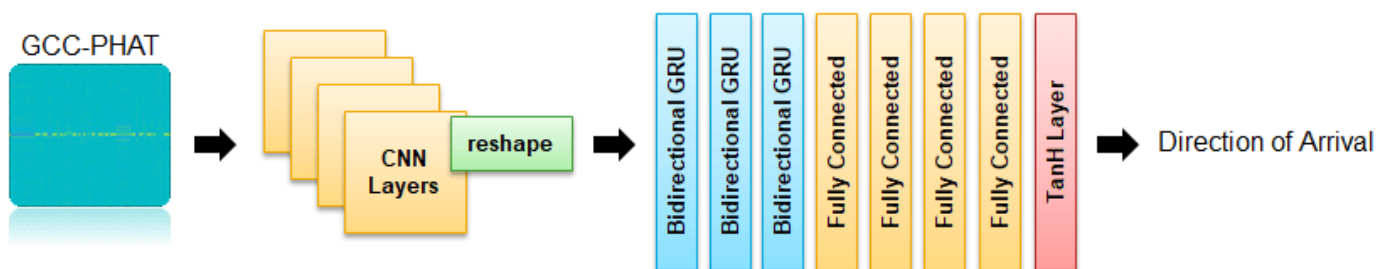 GCC-PHAT
CNN
Layers
reshape
Bidirectional GRU
Bidirectional GRU
Bidirectional GRU
Fully Connected
Fully Connected
Fully Connected
Fully Connected
TanH Layer
Direction of Arrival